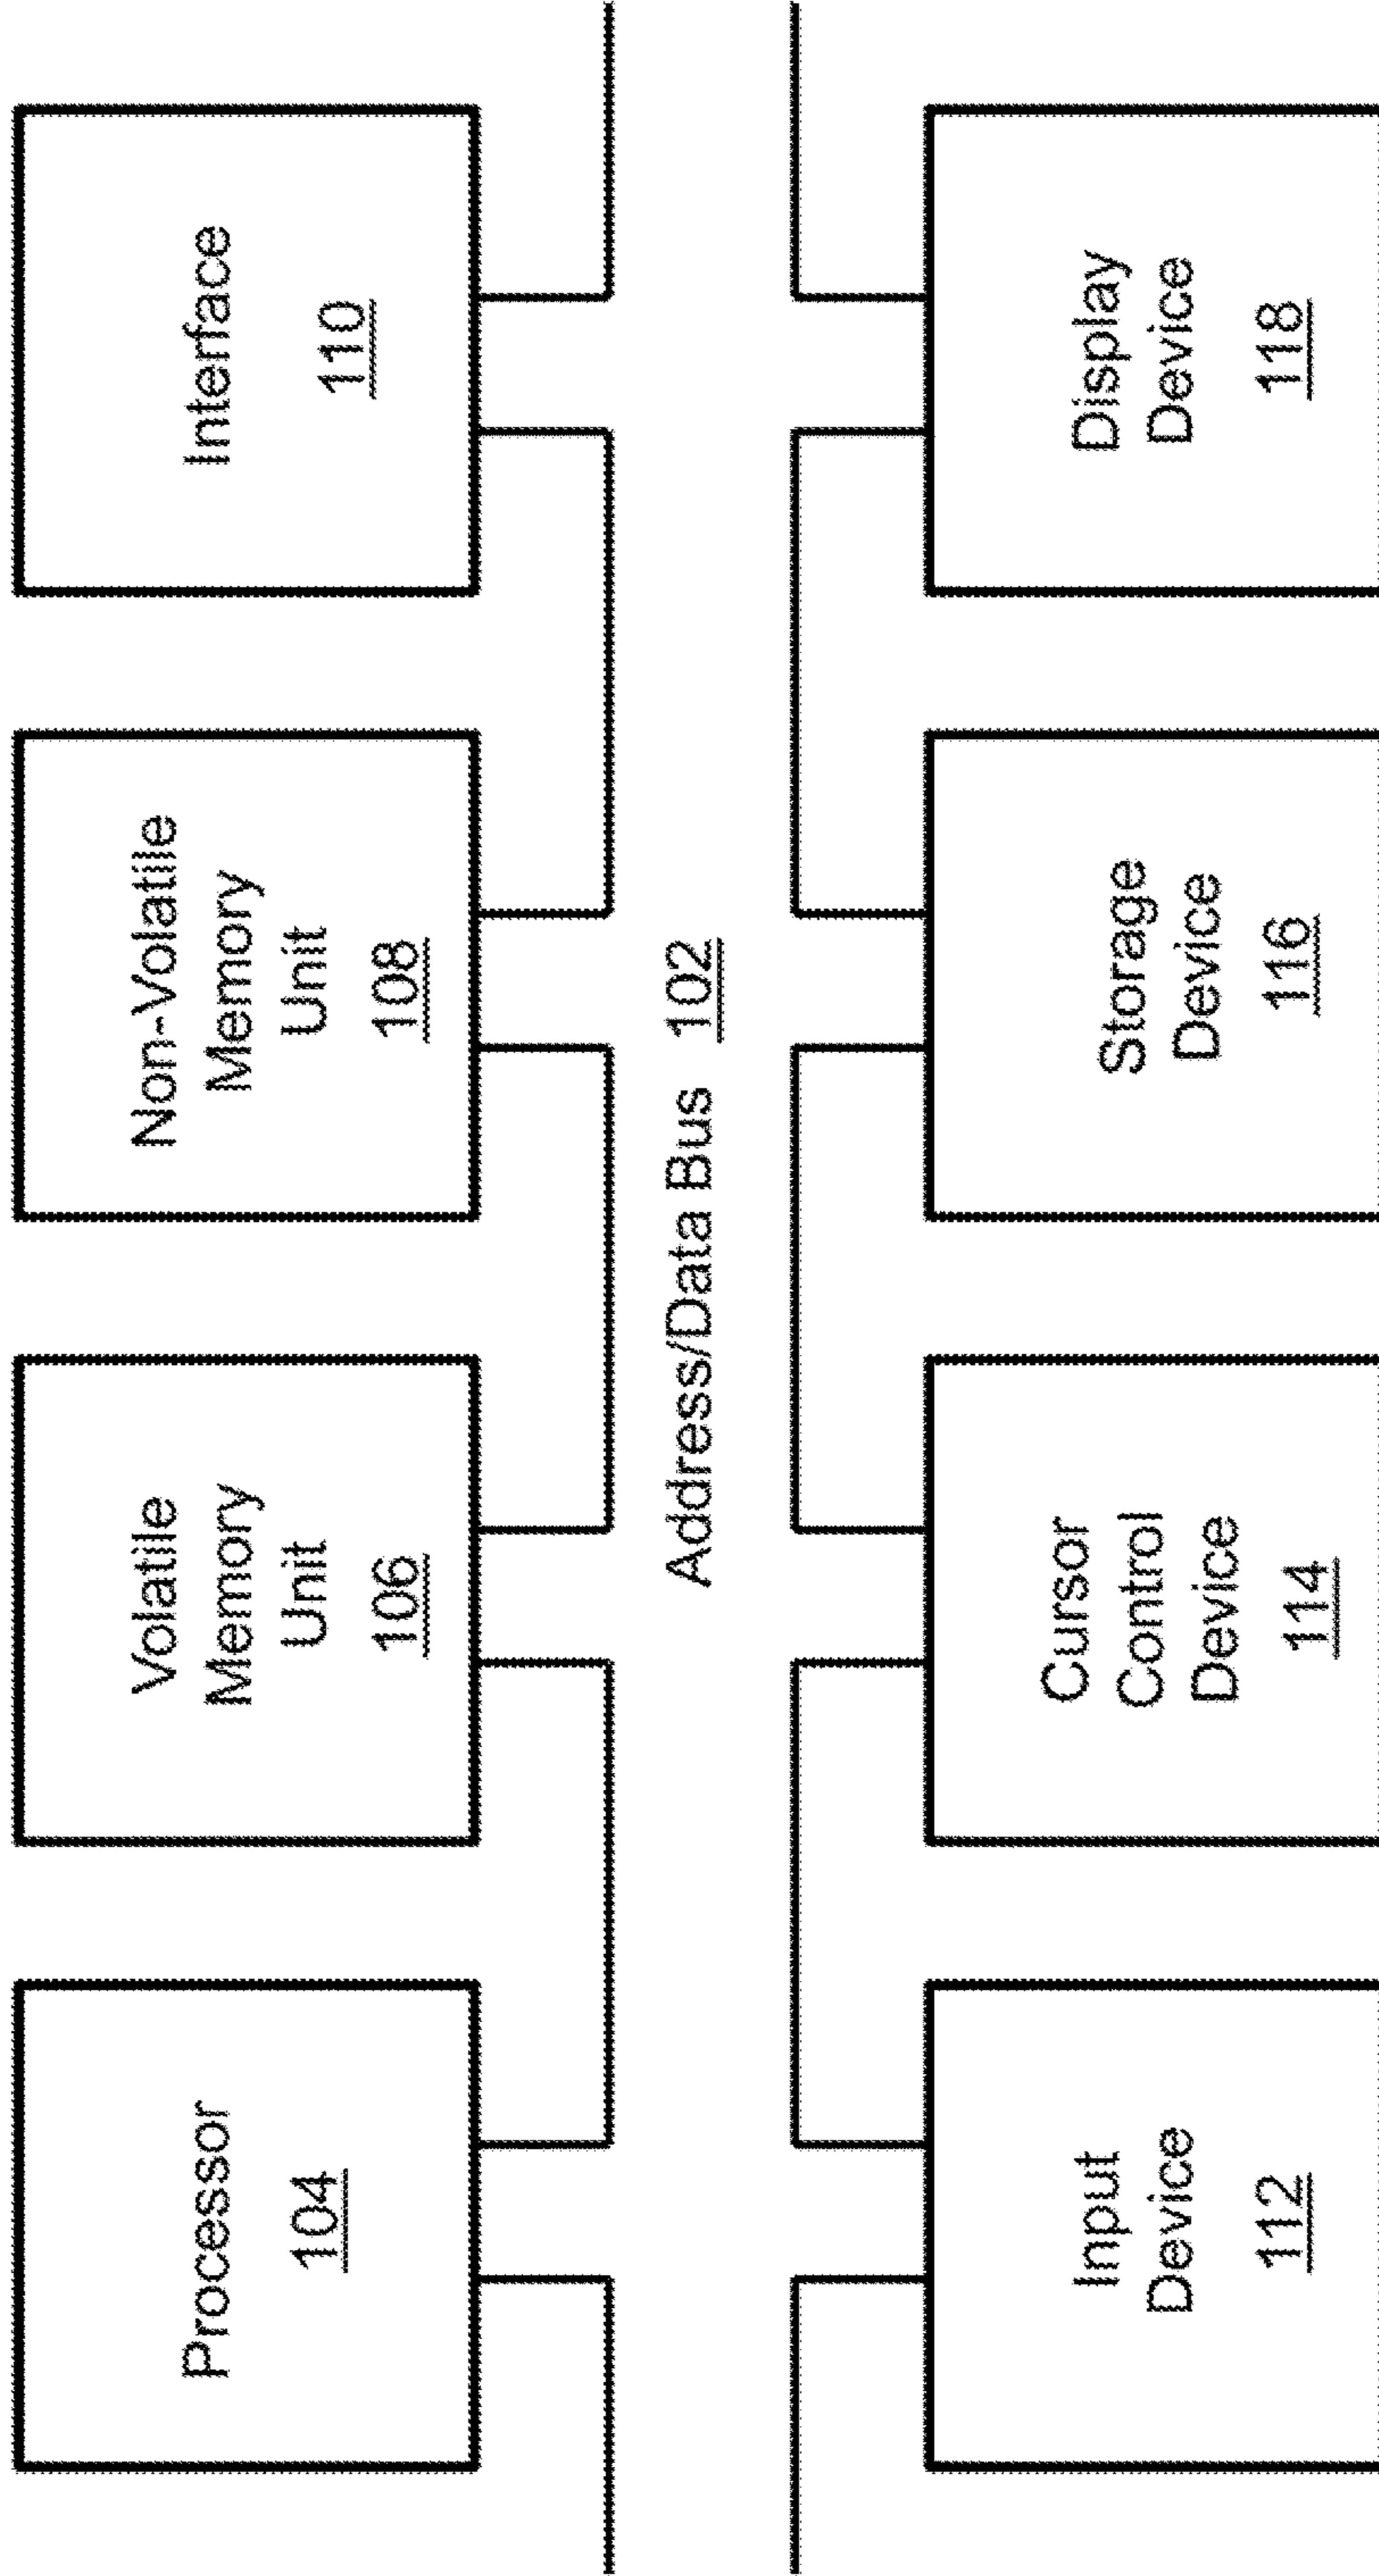 Processor
104
Volatile
Memory
Unit
106
Non-Volatile
Memory
Unit
108
Interface
110
Address/Data Bus 102
Input
Device
112
Cursor
Control
Device
114
Storage
Device
116
Display
Device
118